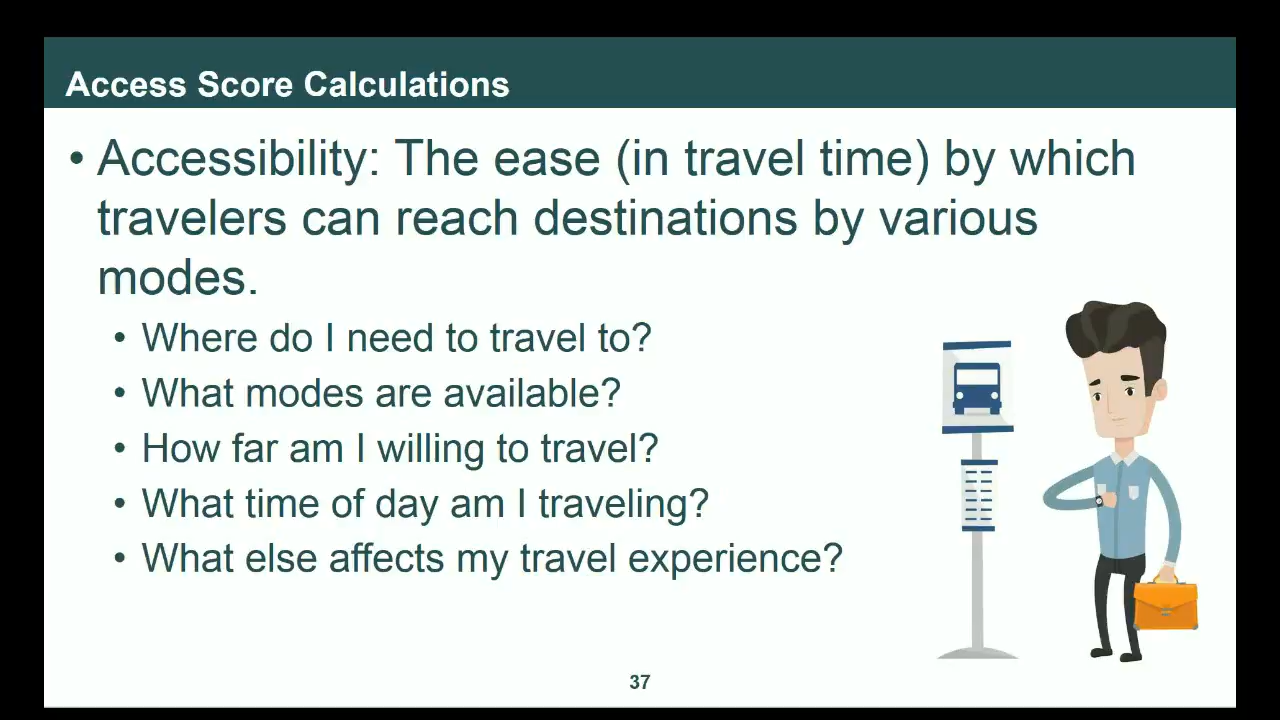 Access Score Calculations
• Accessibility: The ease (in travel time) by which
travelers can reach destinations by various
modes.
• Where do I need to travel to?
• What modes are available?
• How far am I willing to travel?
• What time of day am I traveling?
• What else affects my travel experience?
37